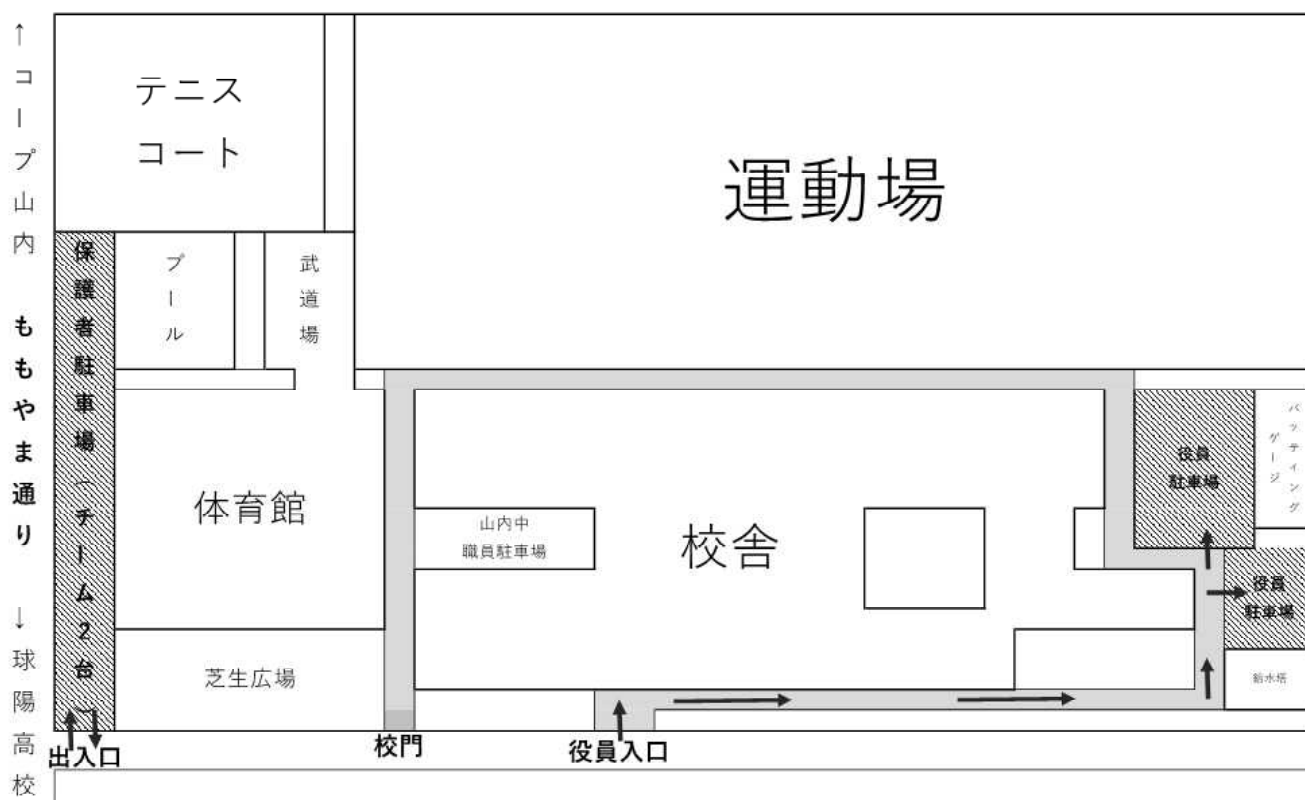 ↑コープ山内 ももやま通り ↓球陽高校
テニス
コート
運動場
保護者駐車場(チーム2台)
プール
武道場
体育館
山内中
職員駐車場
校舎
役員
駐車場
バッティング
ゲージ
役員
駐車場
芝生広場
給水塔
出入口
校門
役員入口